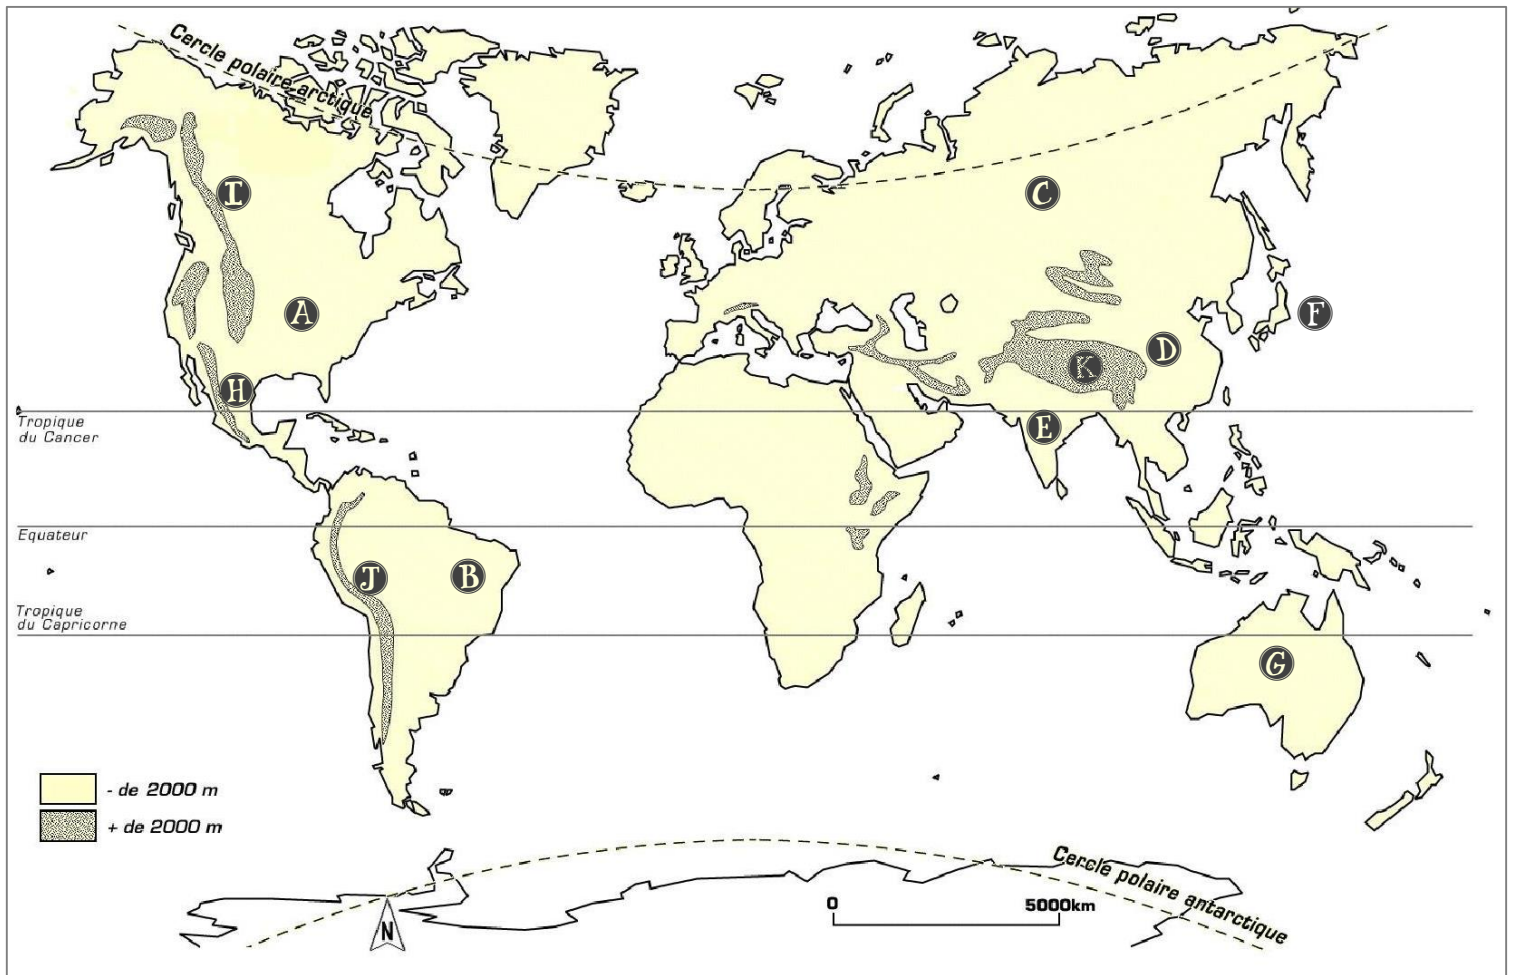 Cercle polaire arctique
I
C
A
F
D
K
H
Tropique
du Cancer
E
Equateur
J
B
Tropique
du Capricorne
G
- de 2000 m
+ de 2000 m
Cercle polaire antarctique
0
5000km
N